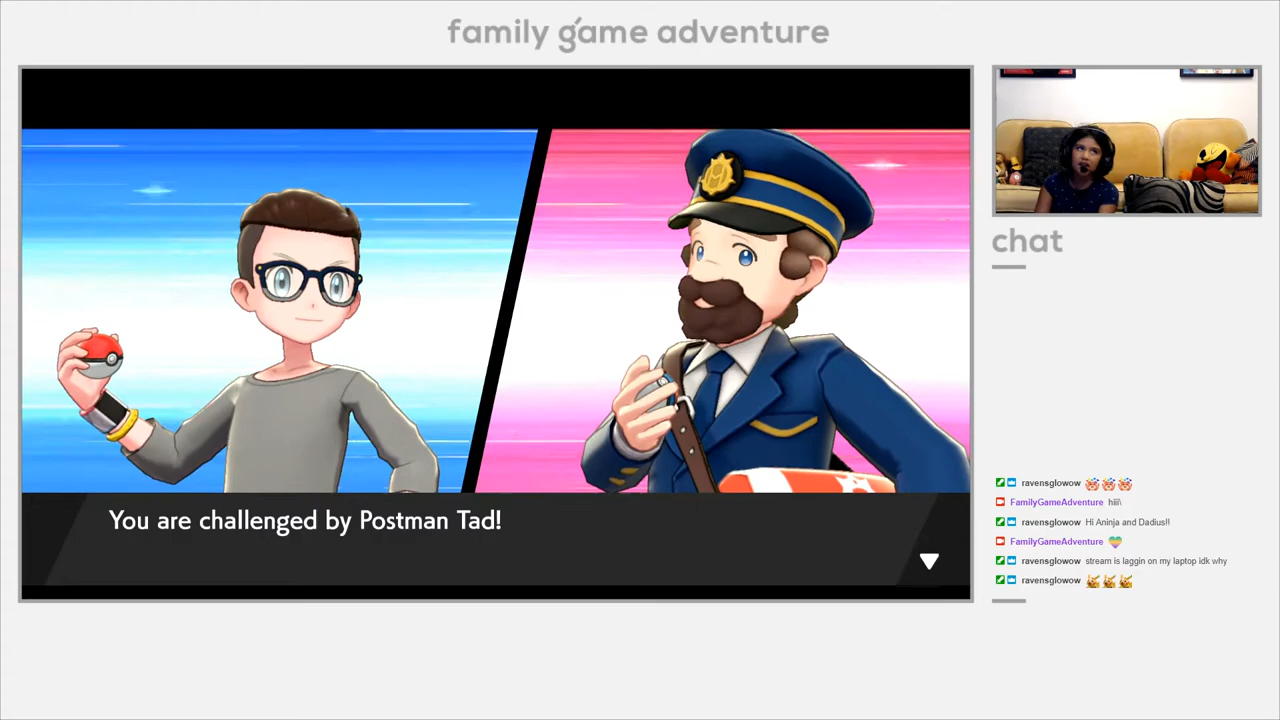 family game adventure
You are challenged by Postman Tad!
chat
ravensglowow
FamilyGameAdventure hiii\
ravensglowow Hi Aninja and Dadius!!
FamilyGameAdventure
ravensglowow stream is laggin on my laptop idk why
ravensglowow